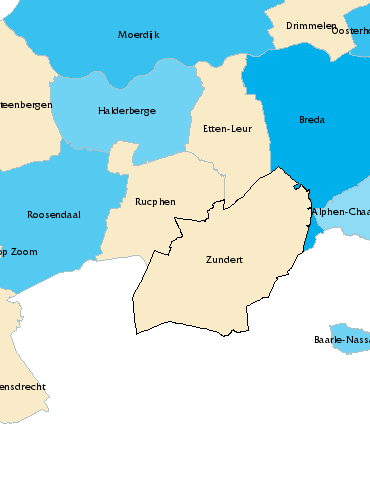 Drimmelen
Oosterho
Moerdijk
teenbergen
Halderberge
Breda
Etten-Leur
Rucphen
Roosendaal
Alphen-Chaa
op Zoom
Zundert
Baarle-Nassa
ensdrecht